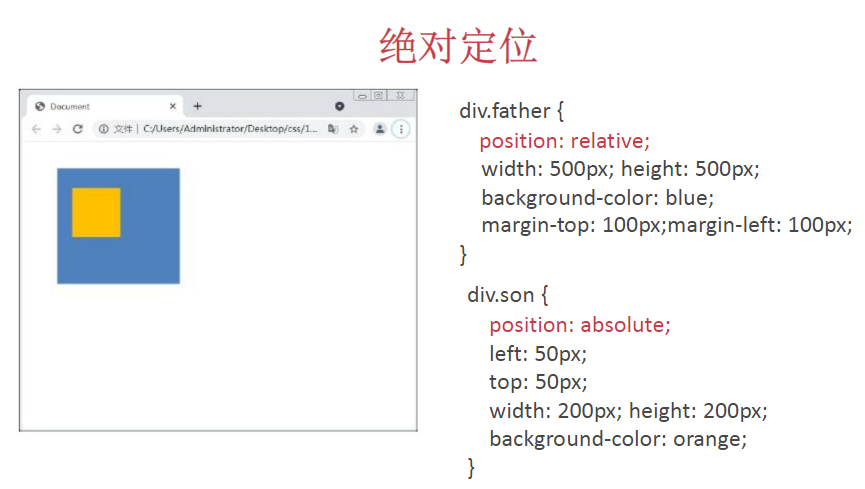 绝对定位
Document
文件 | C:/Users/Administrator/Desktop/css/1...
div.father {
position: relative;
width: 500px; height: 500px;
background-color: blue;
margin-top: 100px;margin-left: 100px;
}
div.son {
position: absolute;
left: 50px;
top: 50px;
width: 200px; height: 200px;
background-color: orange;
}